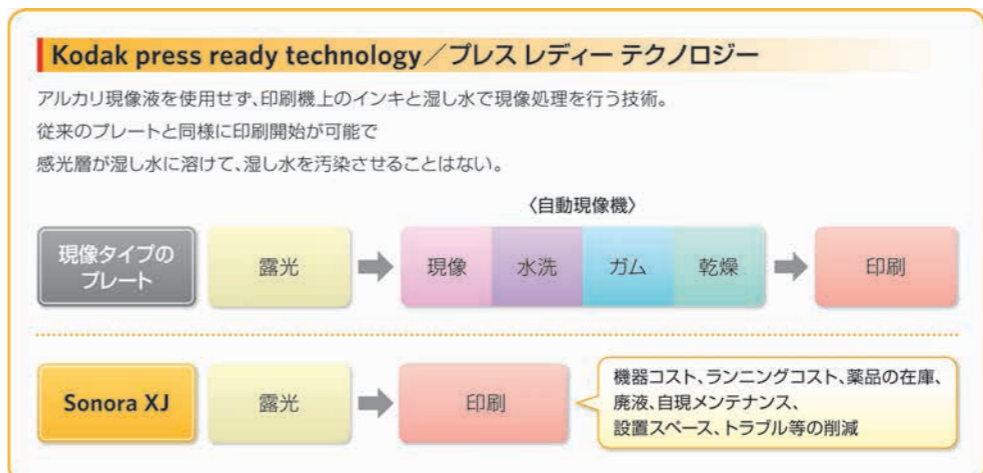 Kodak press ready technology／プレス レディー テクノロジー
アルカリ現像液を使用せず、印刷機上のインキと湿し水で現像処理を行う技術。
従来のプレートと同様に印刷開始が可能で
感光層が湿し水に溶けて、湿し水を汚染させることはない。
〈自動現像機〉
現像タイプの
プレート
露光
現像
水洗
ガム
乾燥
印刷
Sonora XJ
露光
印刷
機器コスト、ランニングコスト、薬品の在庫、
廃液、自現メンテナンス、
設置スペース、トラブル等の削減